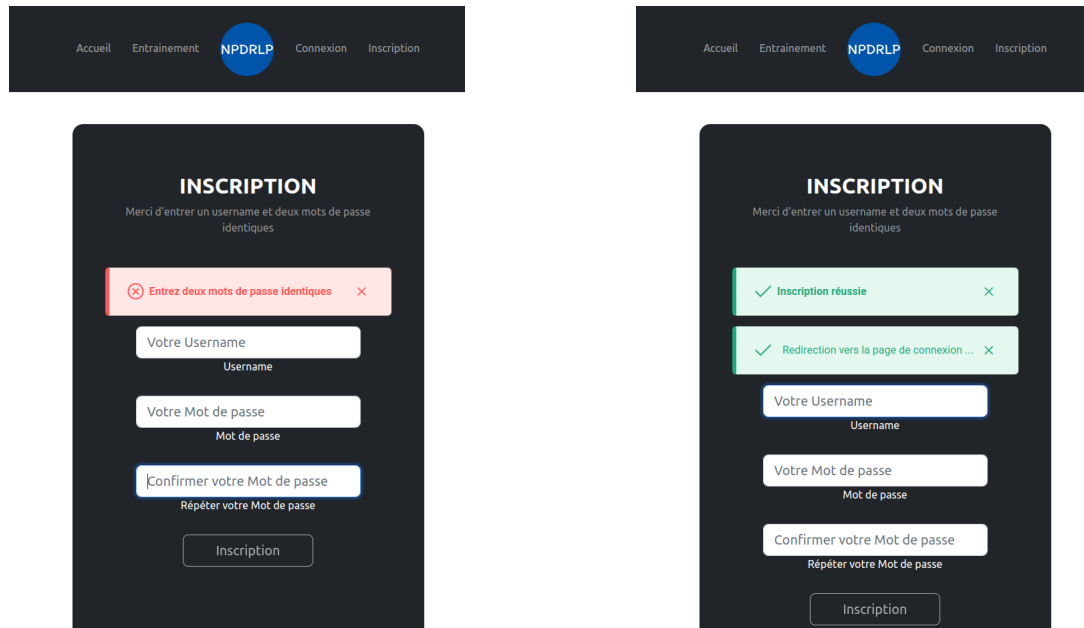 Accueil Entrainement NPDRLP Connexion Inscription
INSCRIPTION
Merci d'entrer un username et deux mots de passe
identiques
Entrez deux mots de passe identiques
Votre Username
Username
Votre Mot de passe
Mot de passe
Confirmer votre Mot de passe
Répéter votre Mot de passe
Inscription
Accueil Entrainement NPDRLP Connexion Inscription
INSCRIPTION
Merci d'entrer un username et deux mots de passe
identiques
Inscription réussie
Redirection vers la page de connexion ...
Votre Username
Username
Votre Mot de passe
Mot de passe
Confirmer votre Mot de passe
Répéter votre Mot de passe
Inscription